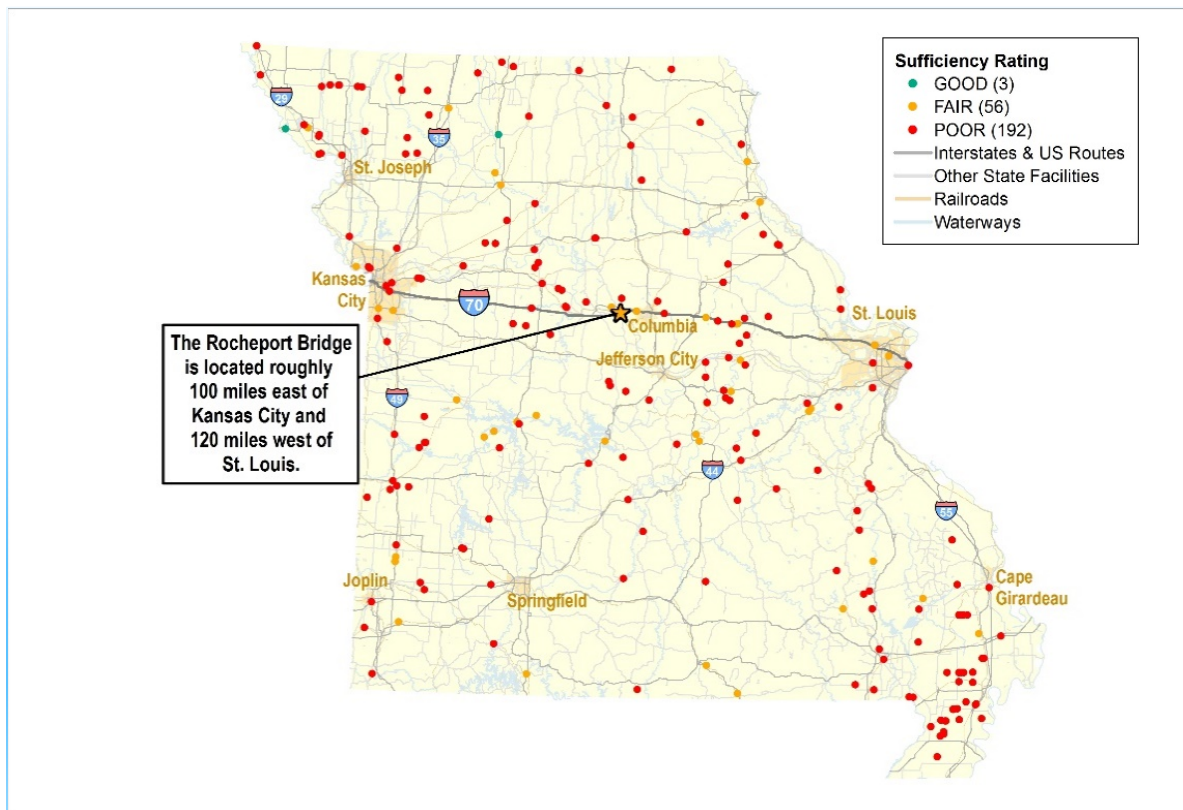 Sufficiency Rating
GOOD (3)
FAIR (56)
POOR (192)
Interstates & US Routes
Other State Facilities
Railroads
Waterways
29
35
St. Joseph
Kansas
City
70
Columbia
St. Louis
Jefferson City
The Rocheport Bridge
is located roughly
100 miles east of
Kansas City and
120 miles west of
St. Louis.
49
44
55
Joplin
Springfield
Cape
Girardeau